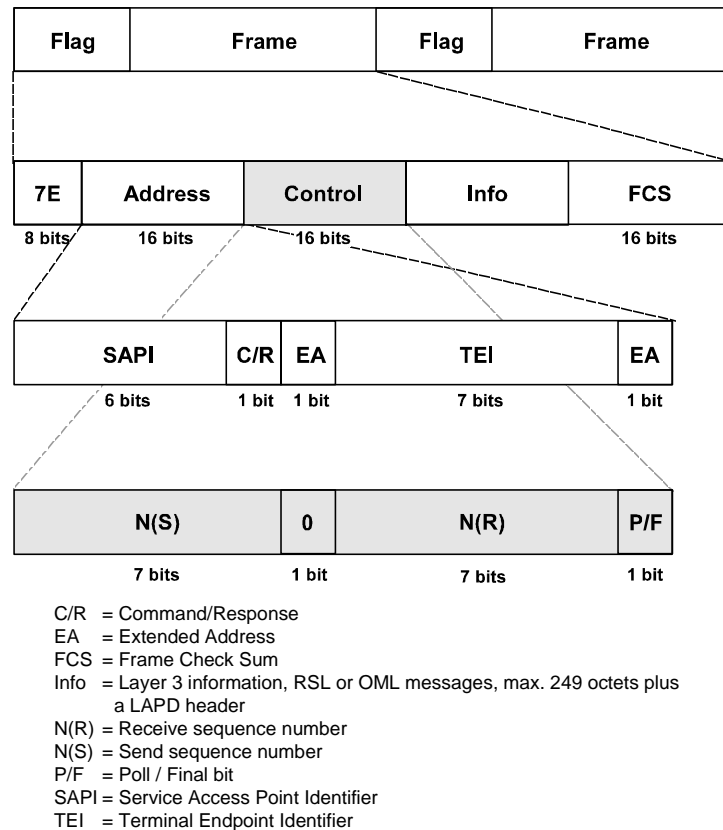 Flag Frame Flag Frame
7E Address Control Info FCS
8 bits 16 bits 16 bits 16 bits
SAPI C/R EA TEI EA
6 bits 1 bit 1 bit 7 bits 1 bit
N(S) 0 N(R) P/F
7 bits 1 bit 7 bits 1 bit
C/R = Command/Response
EA = Extended Address
FCS = Frame Check Sum
Info = Layer 3 information, RSL or OML messages, max. 249 octets plus
a LAPD header
N(R) = Receive sequence number
N(S) = Send sequence number
P/F = Poll / Final bit
SAPI = Service Access Point Identifier
TEI = Terminal Endpoint Identifier